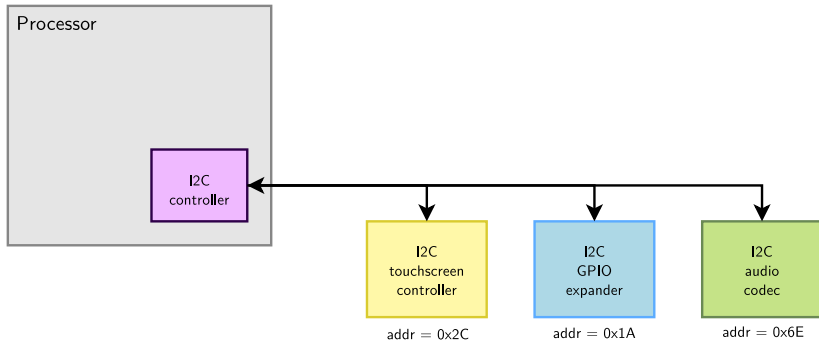 Processor
I2C
controller
I2C
touchscreen
controller
I2C
GPIO
expander
I2C
audio
codec
addr = 0x2C
addr = 0x1A
addr = 0x6E